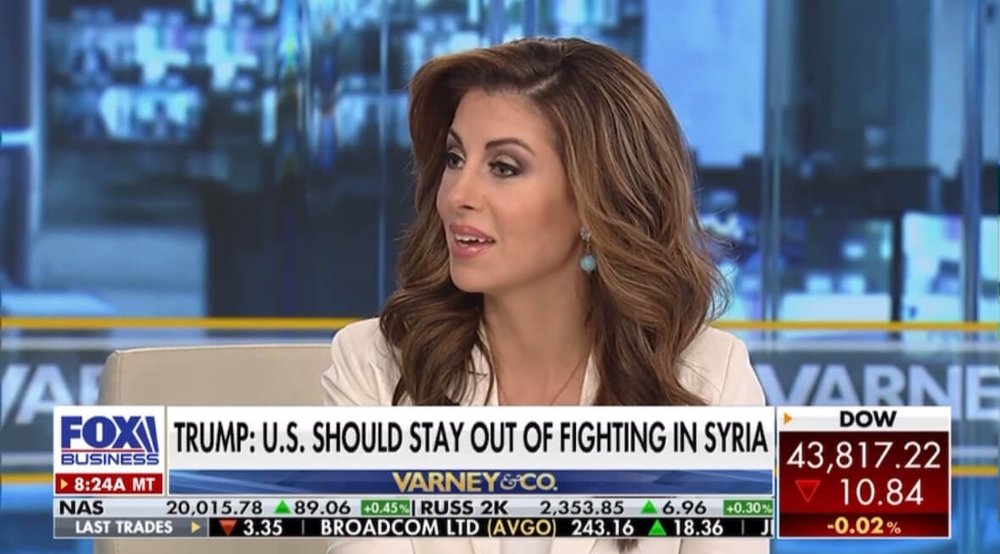 VAR
VARNE
FOX
BUSINESS
8:24A MT
TRUMP: U.S. SHOULD STAY OUT OF FIGHTING IN SYRIA
VARNEY & CO.
DOW
43,817.22
▼ 10.84
-0.02%
NAS 20,015.78 ▲ 89.06 +0.45% RUSS 2K 2,353.85 ▲ 6.96 +0.30%
LAST TRADES ▼ 3.35 BROADCOM LTD (AVGO) 243.16 ▲ 18.36